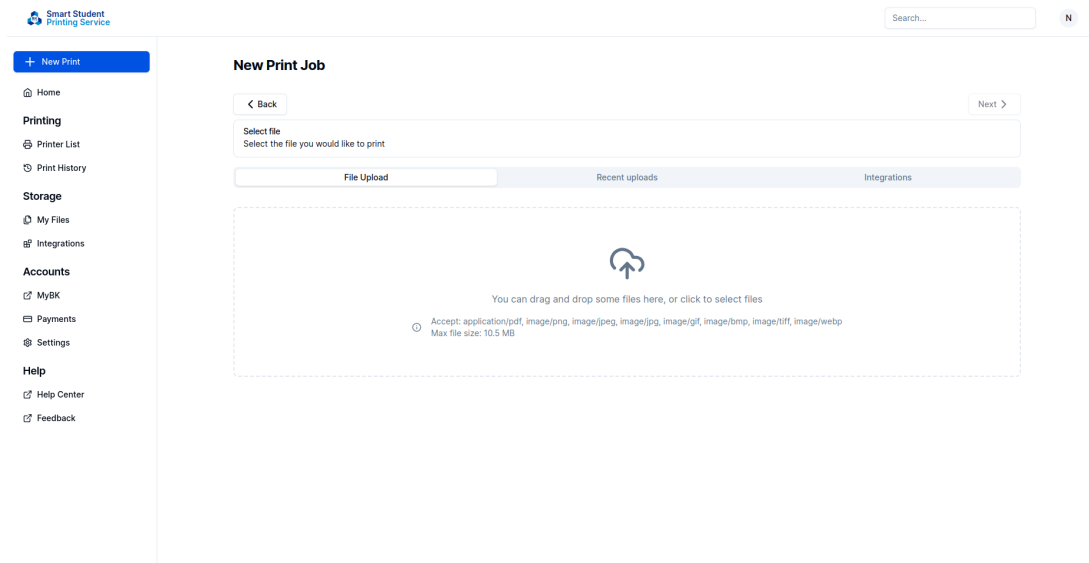 Smart Student
Printing Service
Search...
N
New Print
Home
Printing
Printer List
Print History
Storage
My Files
Integrations
Accounts
MyBK
Payments
Settings
Help
Help Center
Feedback
New Print Job
Back
Next
Select file
Select the file you would like to print
File Upload
Recent uploads
Integrations
You can drag and drop some files here, or click to select files
Accept: application/pdf, image/png, image/jpeg, image/jpg, image/gif, image/bmp, image/tiff, image/webp
Max file size: 10.5 MB